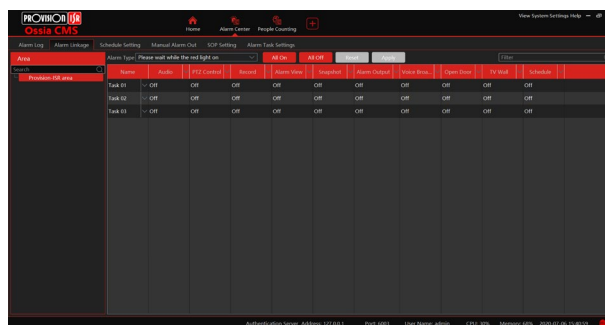 PROVISION ISR
Ossia CMS
Home
Alarm Center
People Counting
View System Settings Help
Alarm Log Alarm Linkage Schedule Setting Manual Alarm Out SOP Setting Alarm Task Settings
Area
Alarm Type Please wait while the red light on All On All Off Reset Apply Filter
Search
Provision-ISR area
Name Audio PTZ Control Record Alarm View Snapshot Alarm Output Voice Broa... Open Door TV Wall Schedule
Task 01 Off Off Off Off Off Off Off Off Off Off
Task 02 Off Off Off Off Off Off Off Off Off Off
Task 03 Off Off Off Off Off Off Off Off Off Off
Authentication Server Address: 127.0.0.1 Port: 6003 User Name: admin CPU: 30% Memory: 68% 2020-07-06 15:40:59